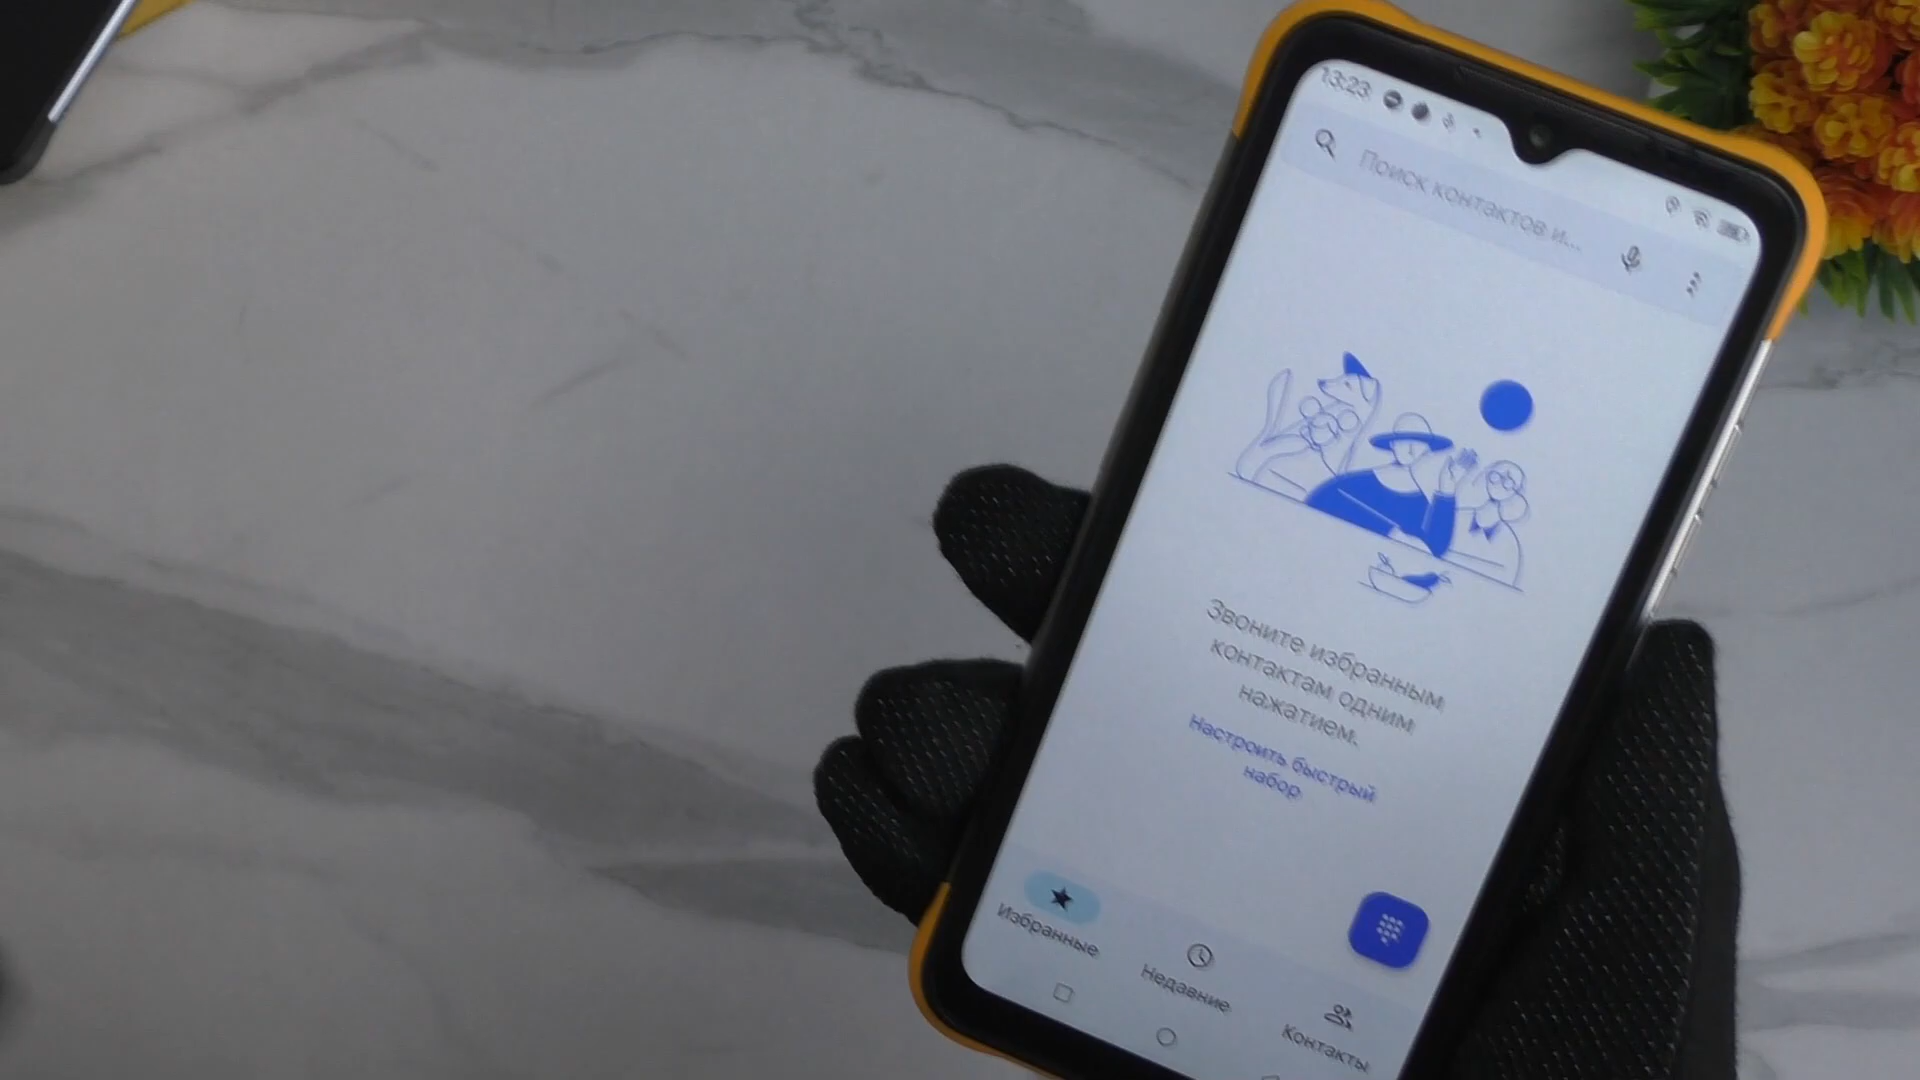 13:23
Поиск контактов и...
Звоните избранным
контактам одним
нажатием.
Настроить быстрый
набор
Избранные
Недавние
Контакты